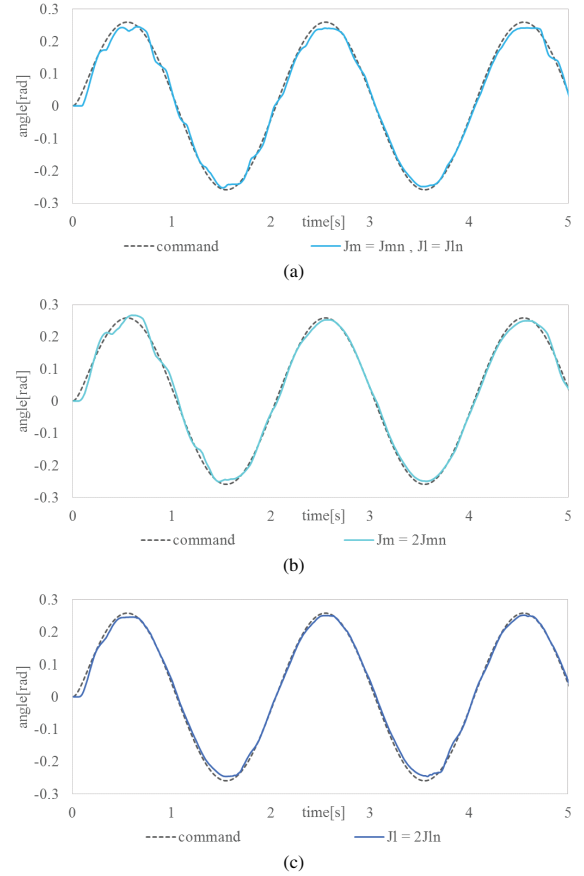 0.3
0.2
0.1
0
-0.1
-0.2
-0.3
angle[rad]
0 1 2 3 4 5
time[s]
command Jm = Jmn , Jl = Jln
(a)
0.3
0.2
0.1
0
-0.1
-0.2
-0.3
angle[rad]
0 1 2 3 4 5
time[s]
command Jm = 2Jmn
(b)
0.3
0.2
0.1
0
-0.1
-0.2
-0.3
angle[rad]
0 1 2 3 4 5
time[s]
command Jl = 2Jln
(c)